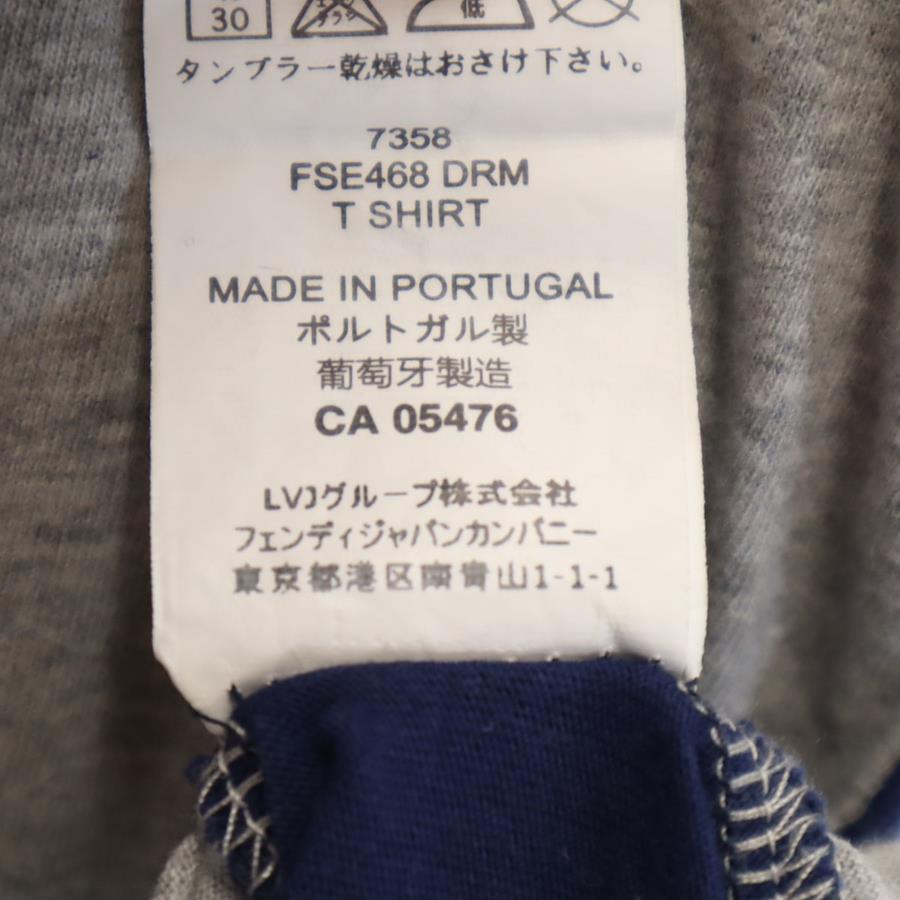 30
低
タンブラー乾燥はおさけ下さい。
7358
FSE468 DRM
T SHIRT
MADE IN PORTUGAL
ポルトガル製
葡萄牙製造
CA 05476
LVJグループ株式会社
フェンディジャパンカンパニー
東京都港区南青山1-1-1